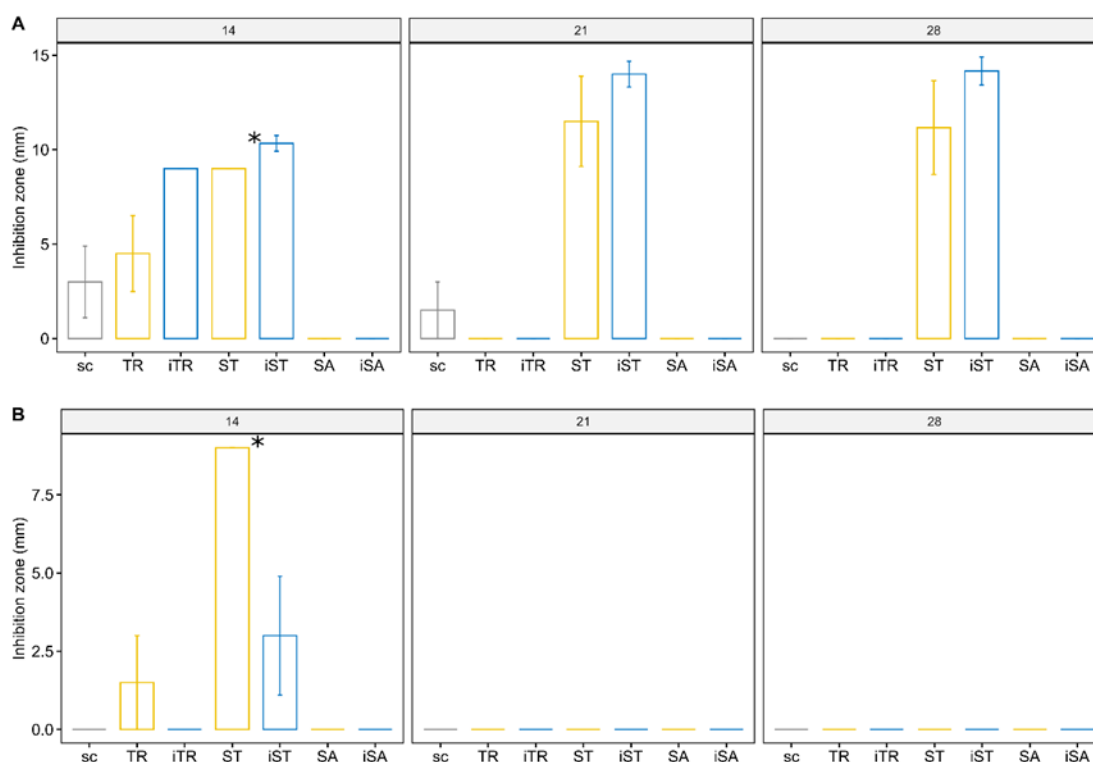 A
14 21 28
Inhibition zone (mm)
15
10
5
0
*
sc TR iTR ST iST SA iSA sc TR iTR ST iST SA iSA sc TR iTR ST iST SA iSA
B
14 21 28
Inhibition zone (mm)
7.5
5.0
2.5
0.0
*
sc TR iTR ST iST SA iSA sc TR iTR ST iST SA iSA sc TR iTR ST iST SA iSA